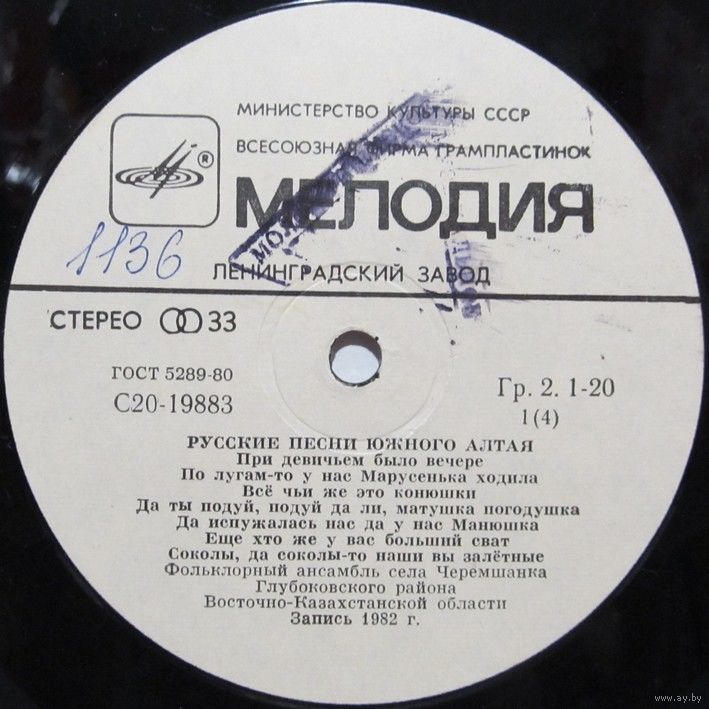 МИНИСТЕРСТВО КУЛЬТУРЫ СССР
ВСЕСОЮЗНАЯ ФИРМА ГРАМПЛАСТИНОК
®
МЕЛОДИЯ
1136
ЛЕНИНГРАДСКИЙ ЗАВОД
СТЕРЕО 33
ГОСТ 5289-80
С20-19883
Гр. 2. 1-20
1 (4)
РУССКИЕ ПЕСНИ ЮЖНОГО АЛТАЯ
При девичьем было вечере
По лугам-то у нас Марусенька ходила
Всё чьи же это конюшки
Да ты подуй, подуй да ли, матушка погодушка
Да испужалась нас да у нас Манюшка
Еще хто же у вас больший сват
Соколы, да соколы-то наши вы залётные
Фольклорный ансамбль села Черемшанка
Глубоковского района
Восточно-Казахстанской области
Запись 1982 г.
www.ay.by